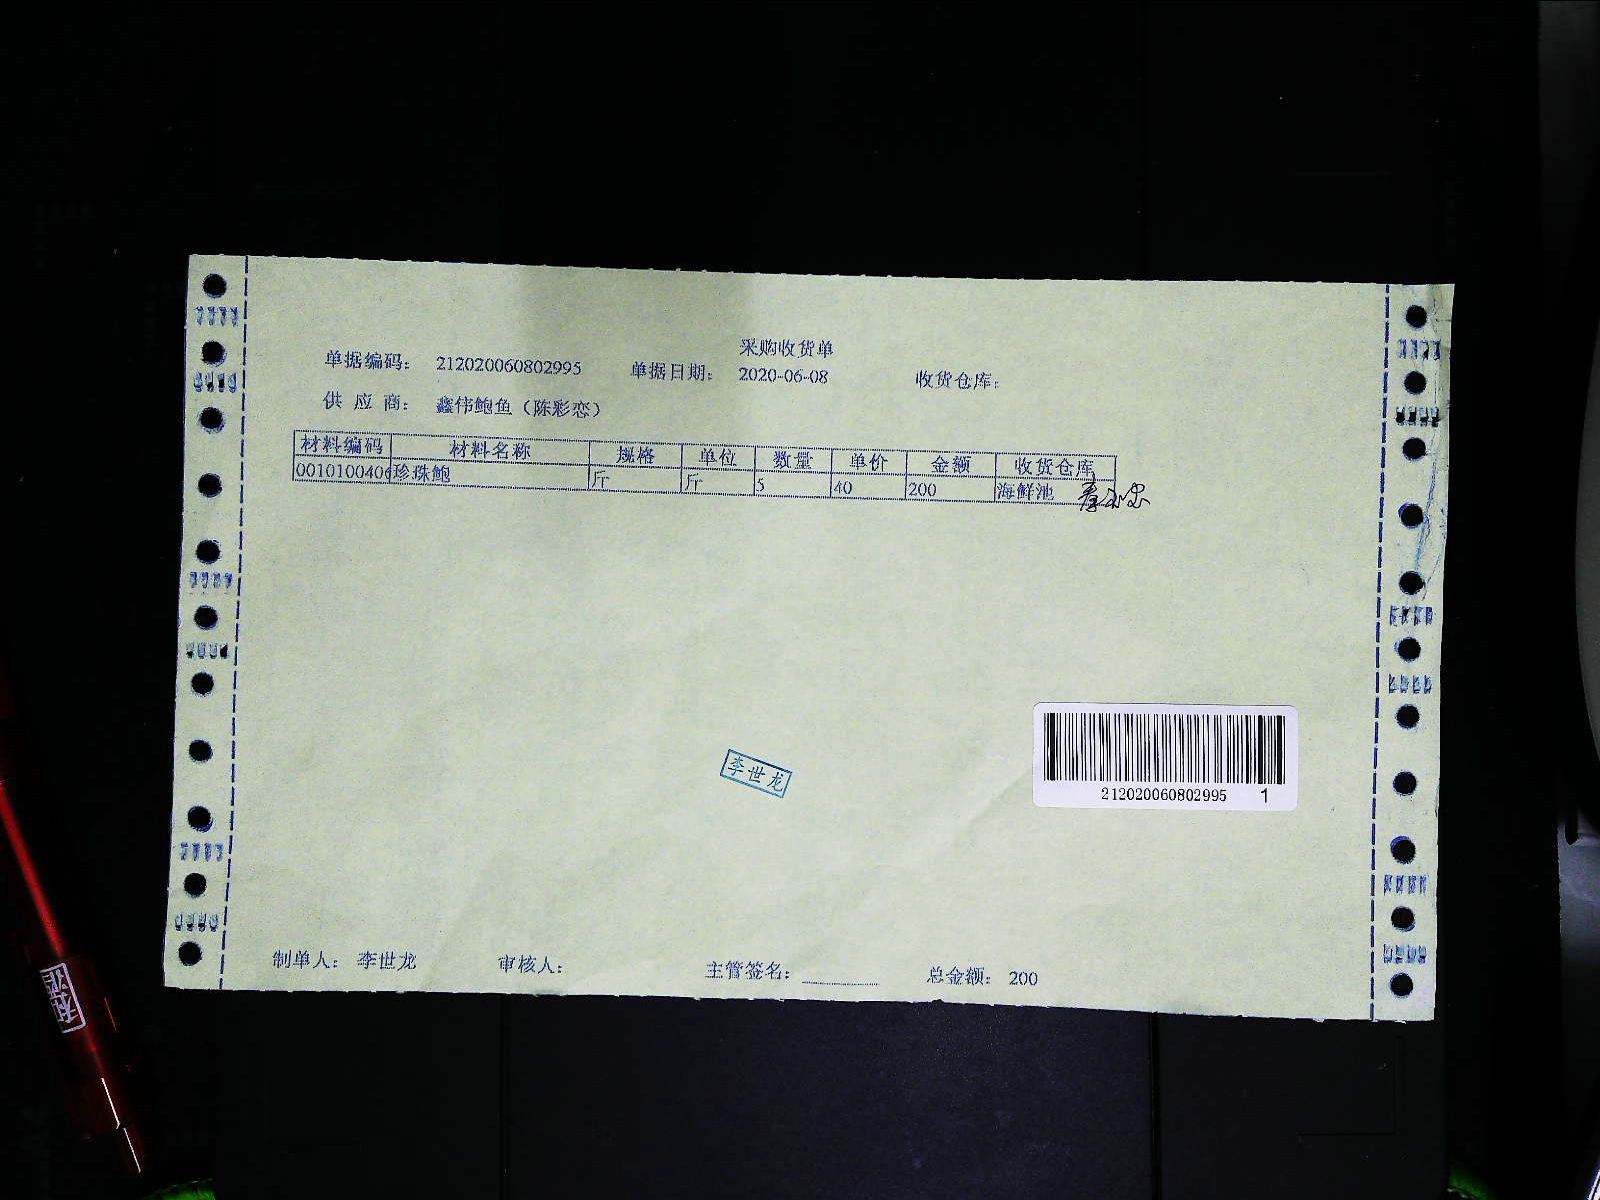 采购收货单
单据编码： 212020060802995 单据日期： 2020-06-08 收货仓库：
供 应 商： 鑫伟鲍鱼（陈彩恋）
材料编码 材料名称 规格 单位 数量 单价 金额 收货仓库
0010100406 珍珠鲍 斤 斤 5 40 200 海鲜池
李世龙
212020060802995 1
制单人： 李世龙 审核人： 主管签名： 总金额： 200